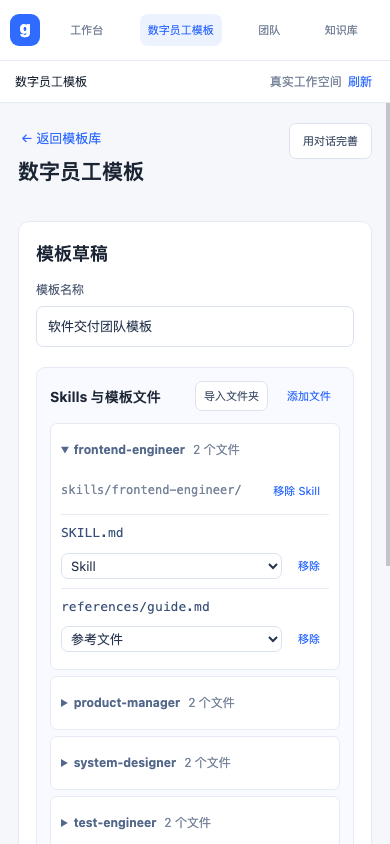 g 工作台 数字员工模板 团队 知识库
数字员工模板 真实工作空间 刷新
← 返回模板库 用对话完善
数字员工模板
模板草稿
模板名称
软件交付团队模板
Skills 与模板文件 导入文件夹 添加文件
▼ frontend-engineer 2 个文件
skills/frontend-engineer/ 移除 Skill
SKILL.md
Skill 移除
references/guide.md
参考文件 移除
▶ product-manager 2 个文件
▶ system-designer 2 个文件
▶ test-engineer 2 个文件